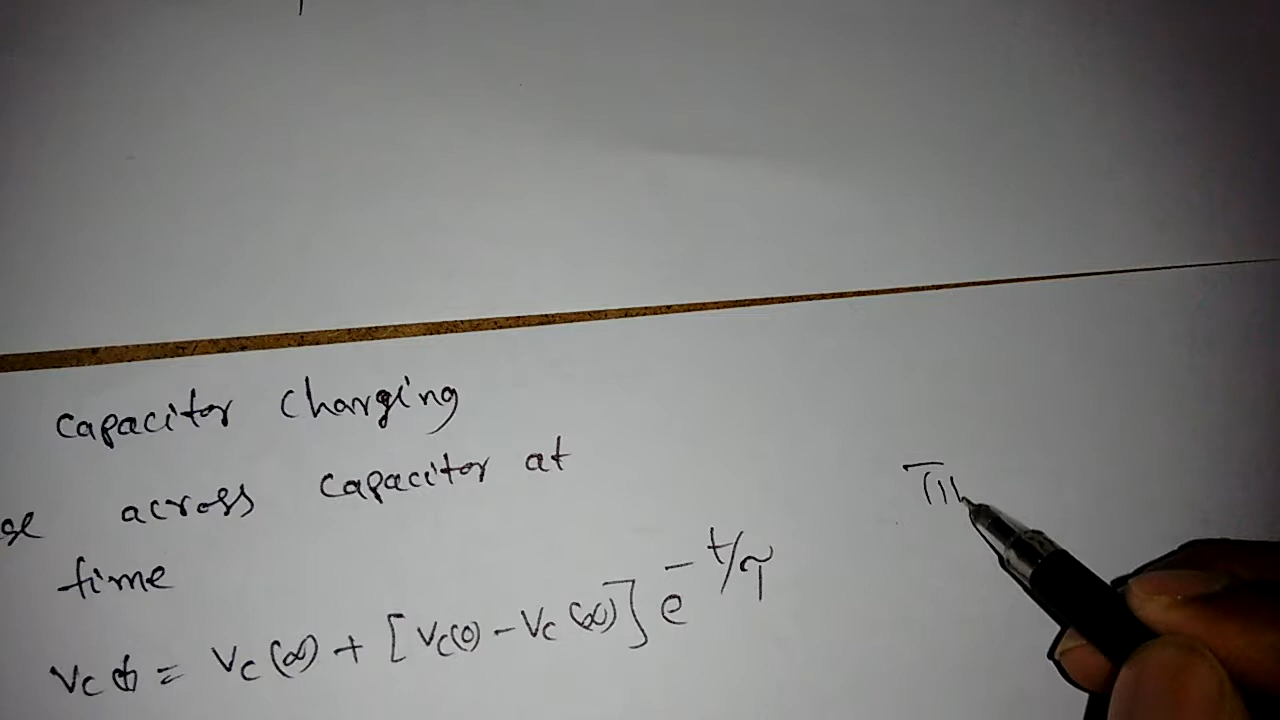 capacitor charging
across capacitor at
time
Vc(t) = Vc(∞) + [Vc(0) - Vc(∞)] e^-t/τ